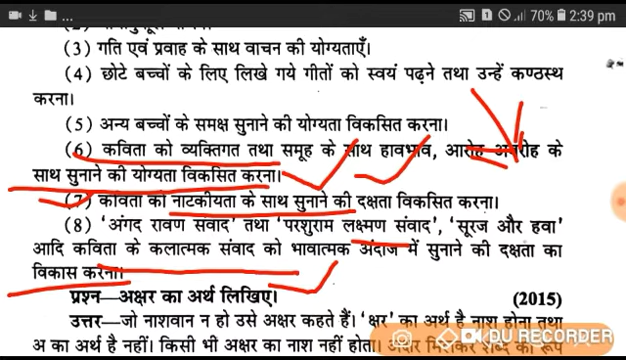 70% 2:39 pm
(3) गति एवं प्रवाह के साथ वाचन की योग्यताएँ।
(4) छोटे बच्चों के लिए लिखे गये गीतों को स्वयं पढ़ने तथा उन्हें कण्ठस्थ
करना।
(5) अन्य बच्चों के समक्ष सुनाने की योग्यता विकसित करना।
(6) कविता को व्यक्तिगत तथा समूह के साथ हावभाव, आरोह अवरोह के
साथ सुनाने की योग्यता विकसित करना।
(7) कविता को नाटकीयता के साथ सुनाने की दक्षता विकसित करना।
(8) 'अंगद रावण संवाद' तथा 'परशुराम लक्ष्मण संवाद', 'सूरज और हवा'
आदि कविता के कलात्मक संवाद को भावात्मक अंदाज में सुनाने की दक्षता का
विकास करना।
प्रश्न—अक्षर का अर्थ लिखिए। (2015)
उत्तर—जो नाशवान न हो उसे अक्षर कहते हैं। 'क्षर' का अर्थ है नाश होना तथा
अ का अर्थ है नहीं। किसी भी अक्षर का नाश नहीं होता।
DU RECORDER